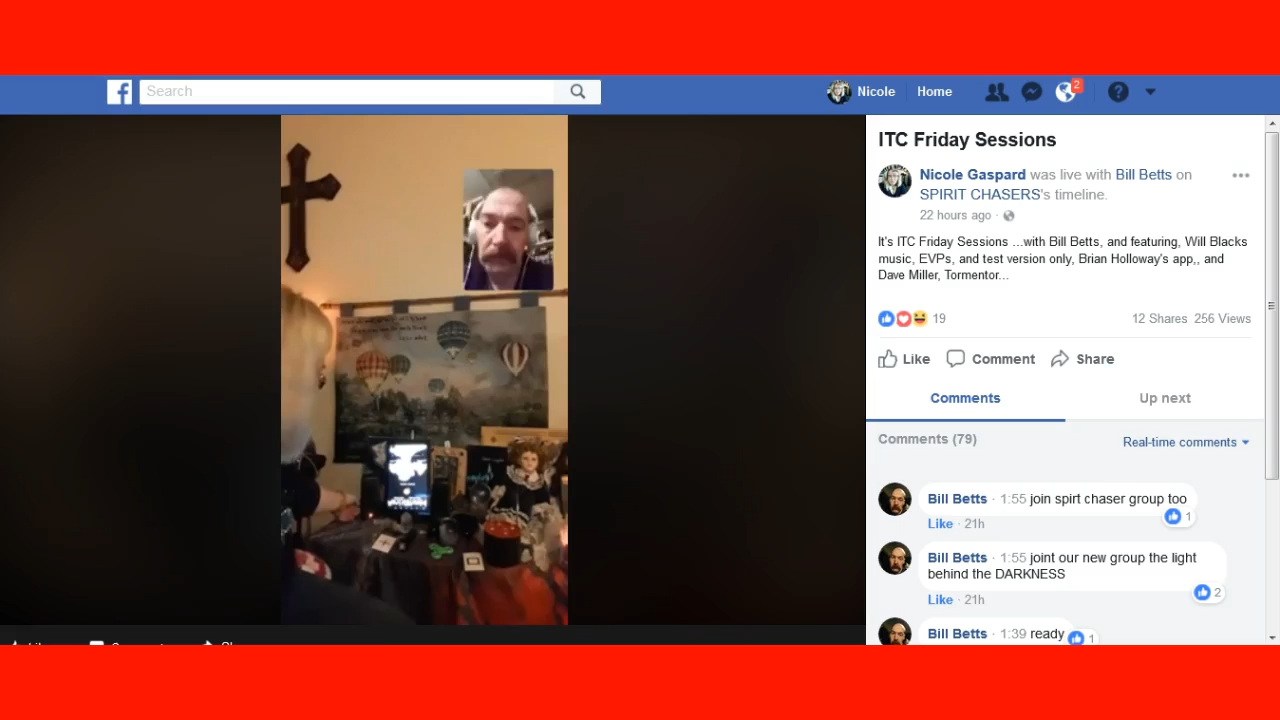 f
Search
Nicole
Home
2
?
ITC Friday Sessions
Nicole Gaspard was live with Bill Betts on
SPIRIT CHASERS's timeline.
22 hours ago ·
It's ITC Friday Sessions ...with Bill Betts, and featuring, Will Blacks
music, EVPs, and test version only, Brian Holloway's app,, and
Dave Miller, Tormentor...
19
12 Shares 256 Views
Like Comment Share
Comments Up next
Comments (79) Real-time comments
Bill Betts · 1:55 join spirt chaser group too
1
Like · 21h
Bill Betts · 1:55 joint our new group the light
behind the DARKNESS
2
Like · 21h
Bill Betts · 1:39 ready
1